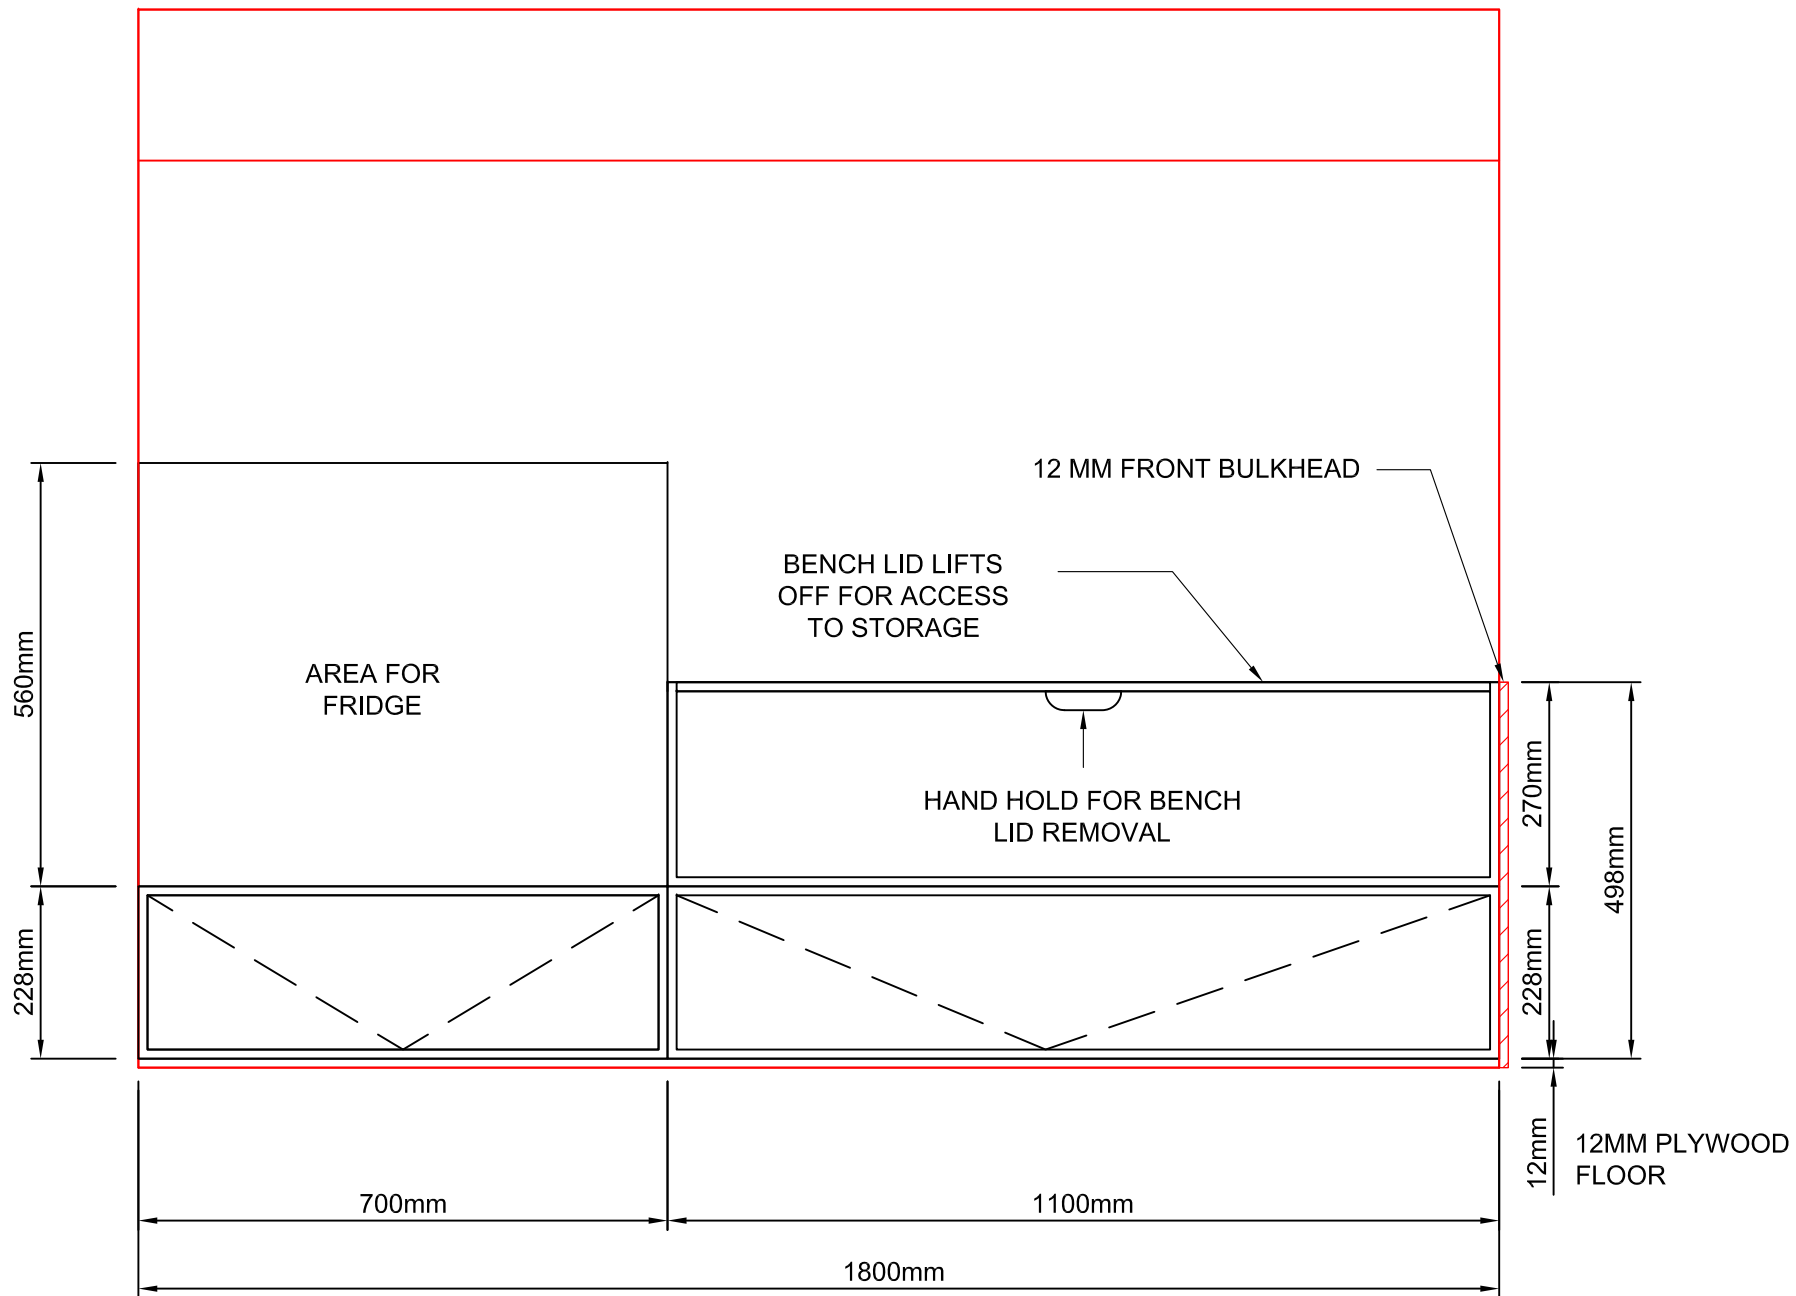 12 MM FRONT BULKHEAD
BENCH LID LIFTS
OFF FOR ACCESS
TO STORAGE
560mm
AREA FOR
FRIDGE
270mm
HAND HOLD FOR BENCH
LID REMOVAL
498mm
228mm
228mm
12mm
12MM PLYWOOD
FLOOR
700mm
1100mm
1800mm